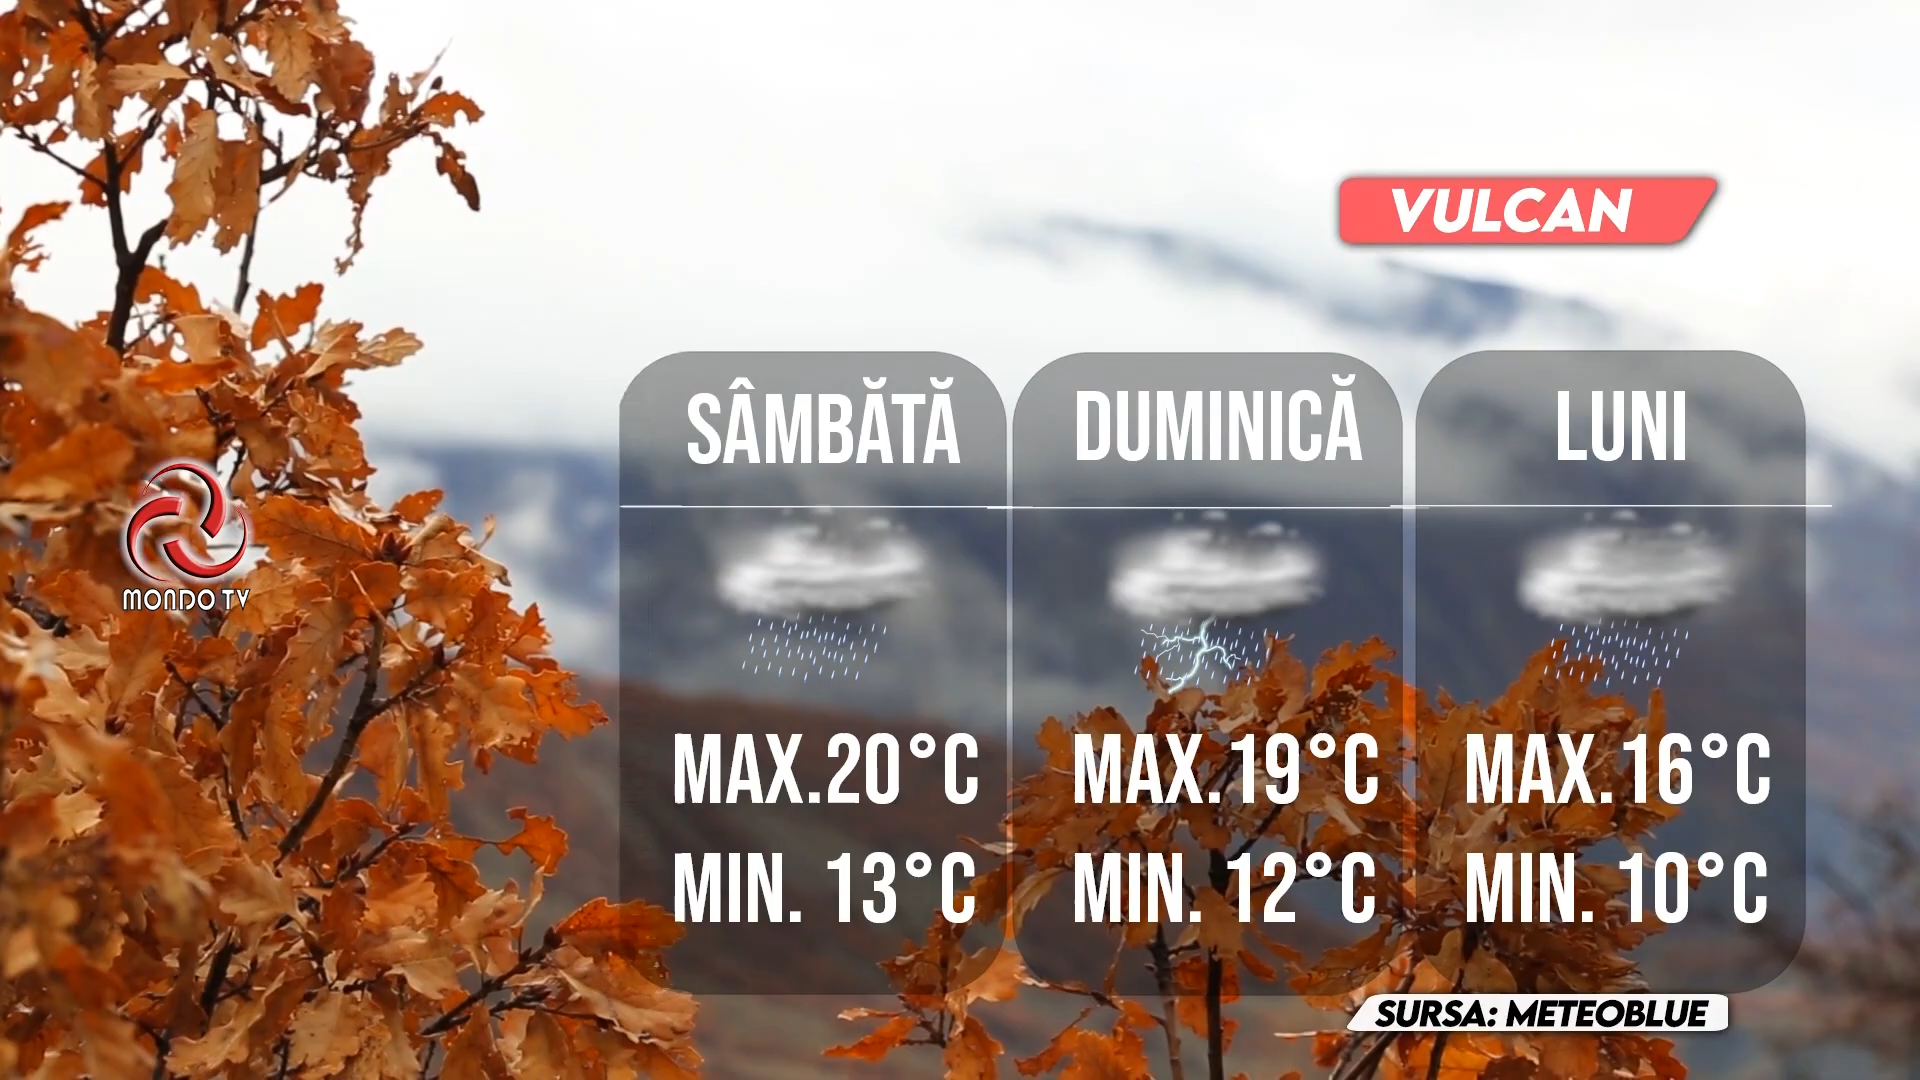 VULCAN
SÂMBĂTĂ
MAX.20°C
MIN. 13°C
DUMINICĂ
MAX.19°C
MIN. 12°C
LUNI
MAX.16°C
MIN. 10°C
MONDO TV
SURSA: METEOBLUE